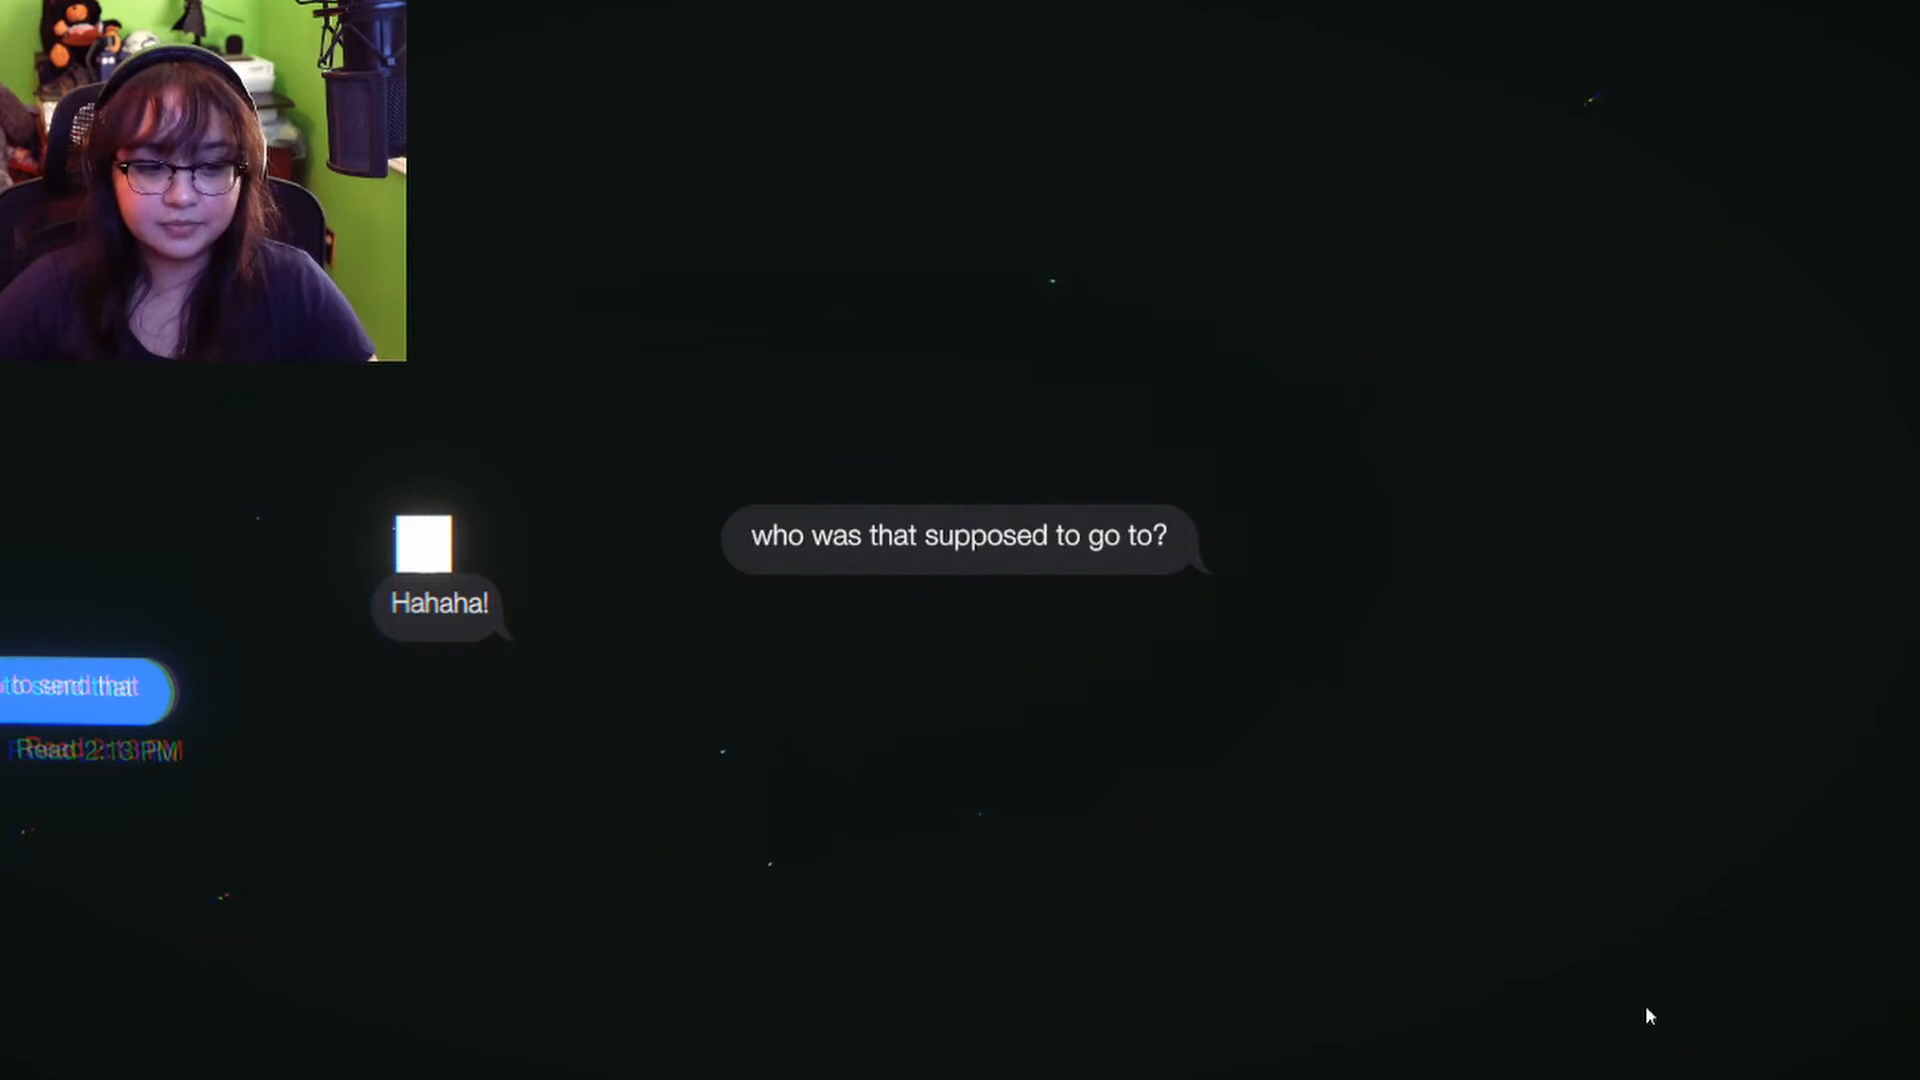 who was that supposed to go to?
Hahaha!
to send that
Read 2:13 PM